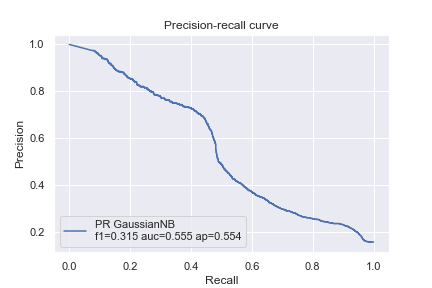 Precision-recall curve
1.0
0.8
0.6
0.4
0.2
Precision
PR GaussianNB
f1=0.315 auc=0.555 ap=0.554
0.0 0.2 0.4 0.6 0.8 1.0
Recall